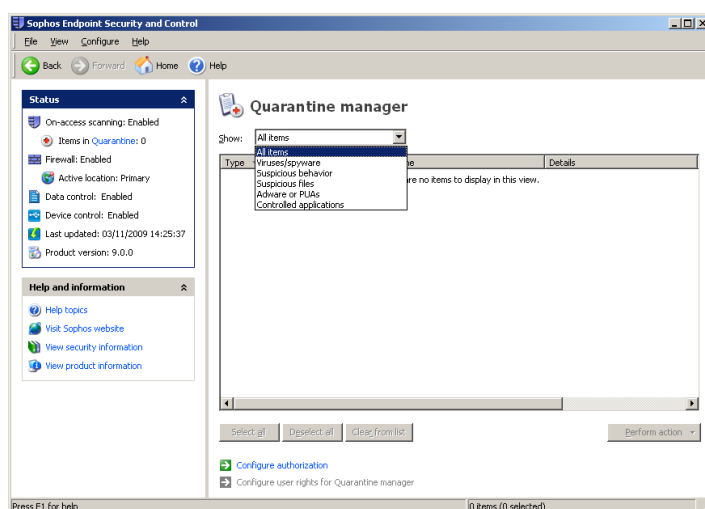 Sophos Endpoint Security and Control
File View Configure Help
Back Forward Home Help
Status
On-access scanning: Enabled
Items in Quarantine: 0
Firewall: Enabled
Active location: Primary
Data control: Enabled
Device control: Enabled
Last updated: 03/11/2009 14:25:37
Product version: 9.0.0
Help and information
Help topics
Visit Sophos website
View security information
View product information
Quarantine manager
Show: All items
All items
Viruses/spyware
Suspicious behavior
Suspicious files
Adware or PUAs
Controlled applications
Type Details
no items to display in this view.
Select all Deselect all Clear from list Perform action
Configure authorization
Configure user rights for Quarantine manager
Press F1 for help 0 items (0 selected)